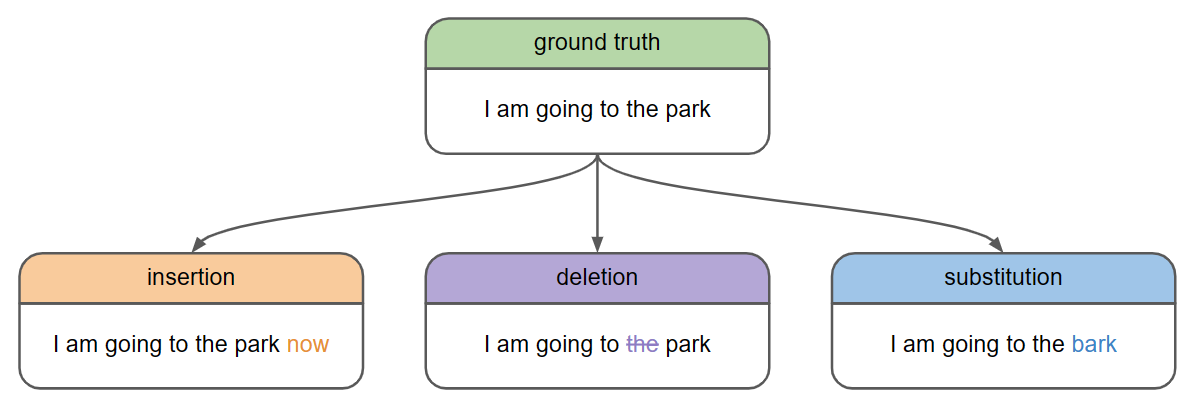 ground truth
I am going to the park
insertion
I am going to the park now
deletion
I am going to the park
substitution
I am going to the bark